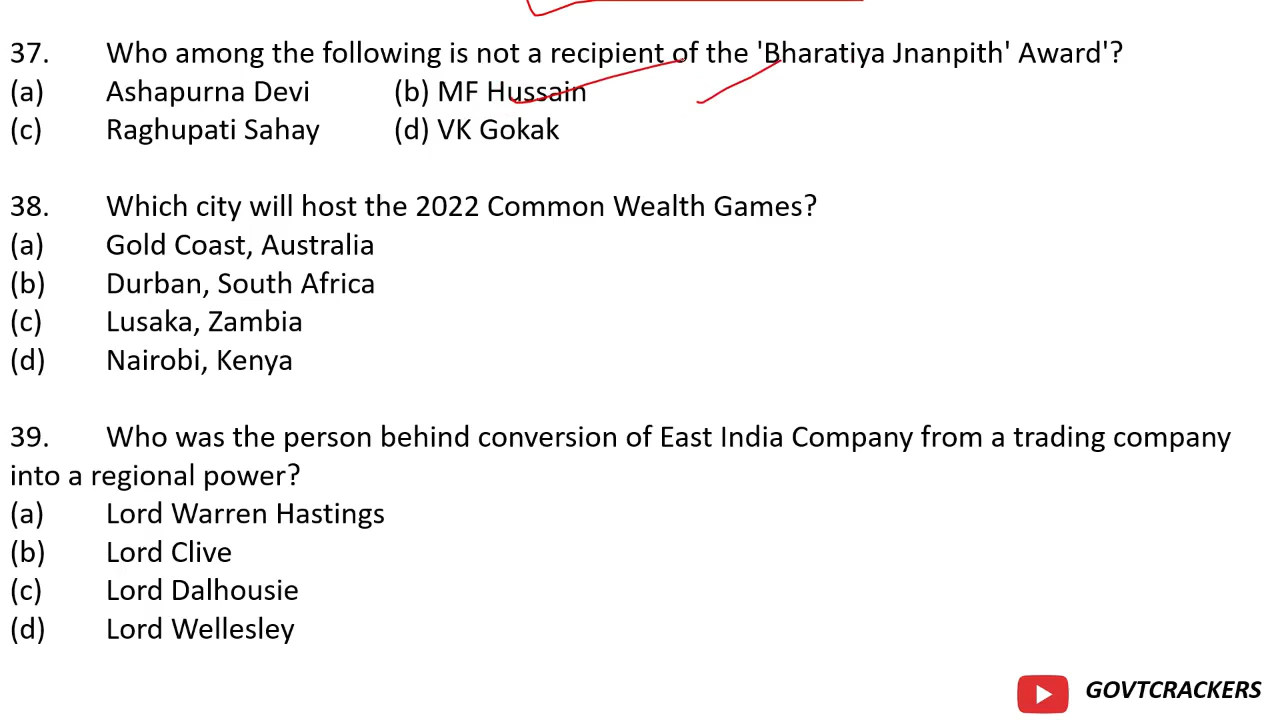 37. Who among the following is not a recipient of the 'Bharatiya Jnanpith' Award'?
(a) Ashapurna Devi (b) MF Hussain
(c) Raghupati Sahay (d) VK Gokak
38. Which city will host the 2022 Common Wealth Games?
(a) Gold Coast, Australia
(b) Durban, South Africa
(c) Lusaka, Zambia
(d) Nairobi, Kenya
39. Who was the person behind conversion of East India Company from a trading company
into a regional power?
(a) Lord Warren Hastings
(b) Lord Clive
(c) Lord Dalhousie
(d) Lord Wellesley
GOVTCRACKERS